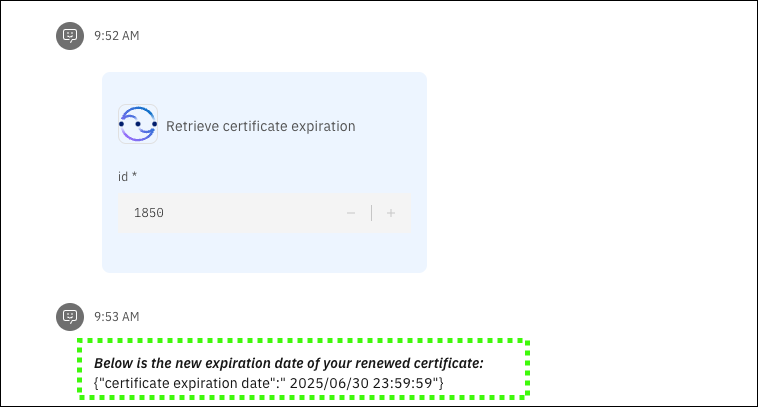 9:52 AM
Retrieve certificate expiration
id *
1850
9:53 AM
Below is the new expiration date of your renewed certificate:
{"certificate expiration date":" 2025/06/30 23:59:59"}